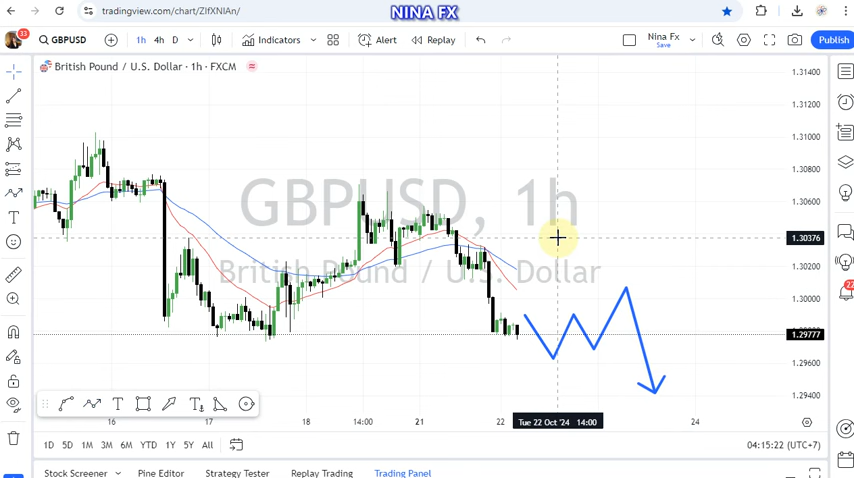 NINA FX
tradingview.com/chart/ZIfXNIAn/
33
GBPUSD
1h 4h D
Indicators
Alert
Replay
Nina Fx
Save
Publish
British Pound / U.S. Dollar · 1h · FXCM
GBPUSD, 1h
British Pound / U.S. Dollar
1.31400
1.31200
1.31000
1.30800
1.30600
1.30376
1.30200
1.30000
1.29777
1.29600
1.29400
16 17 18 14:00 21 22 Tue 22 Oct '24 14:00 24
1D 5D 1M 3M 6M YTD 1Y 5Y All
04:15:22 (UTC+7)
Stock Screener Pine Editor Strategy Tester Replay Trading Trading Panel